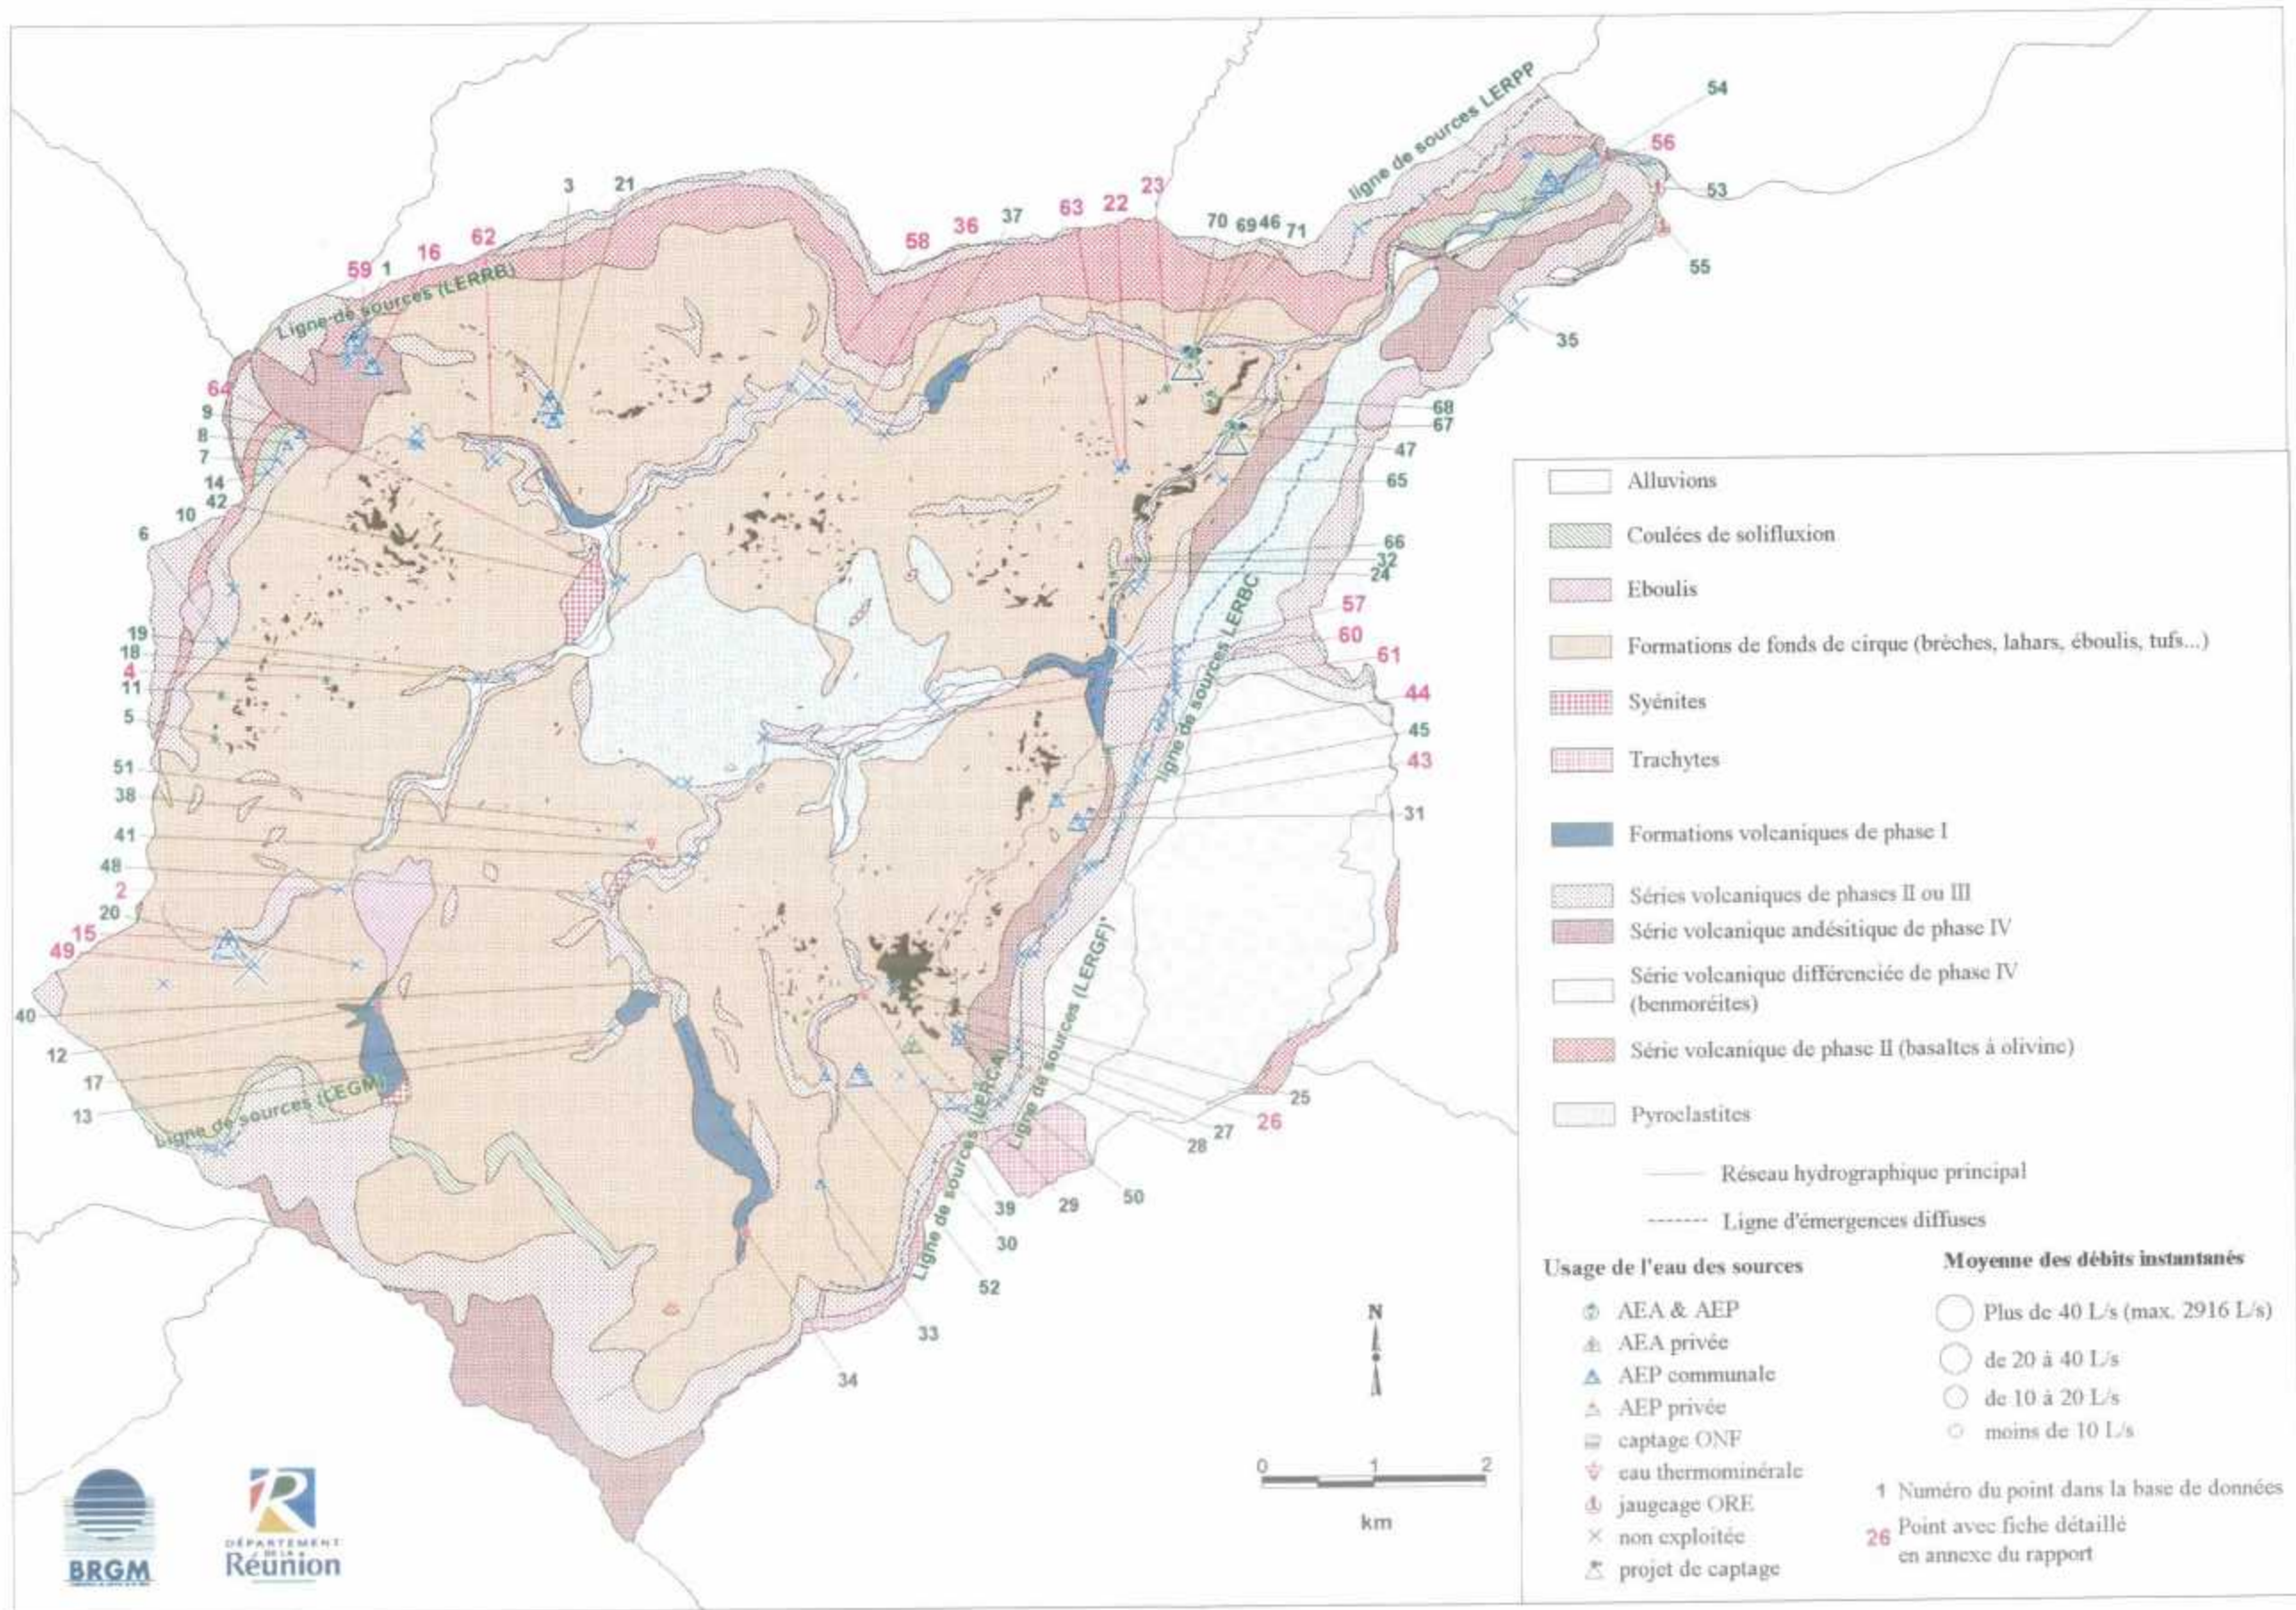 ligne de sources LERPP
54
56
53
55
35
3
21
23
22
63
37
36
58
70
69
46
71
62
16
1
59
Ligne de sources (LERRB)
64
9
8
7
14
42
10
6
68
67
47
65
66
32
24
57
60
61
44
45
43
31
ligne de sources LERBC
19
18
4
11
5
51
38
41
48
2
20
15
49
40
12
17
13
Ligne de sources (LEGM)
Ligne de sources (LERGF)*
Ligne de sources (LERCA)
25
26
27
28
50
29
39
30
52
33
34
Alluvions
Coulées de solifluxion
Eboulis
Formations de fonds de cirque (brèches, lahars, éboulis, tufs...)
Syénites
Trachytes
Formations volcaniques de phase I
Séries volcaniques de phases II ou III
Série volcanique andésitique de phase IV
Série volcanique différenciée de phase IV
(benmoréites)
Série volcanique de phase II (basaltes à olivine)
Pyroclastites
Réseau hydrographique principal
Ligne d'émergences diffuses
Usage de l'eau des sources
AEA & AEP
AEA privée
AEP communale
AEP privée
captage ONF
eau thermominérale
jaugeage ORE
non exploitée
projet de captage
Moyenne des débits instantanés
Plus de 40 L/s (max. 2916 L/s)
de 20 à 40 L/s
de 10 à 20 L/s
moins de 10 L/s
1 Numéro du point dans la base de données
26 Point avec fiche détaillé
en annexe du rapport
N
0 1 2
km
BRGM
DÉPARTEMENT
DE LA
Réunion